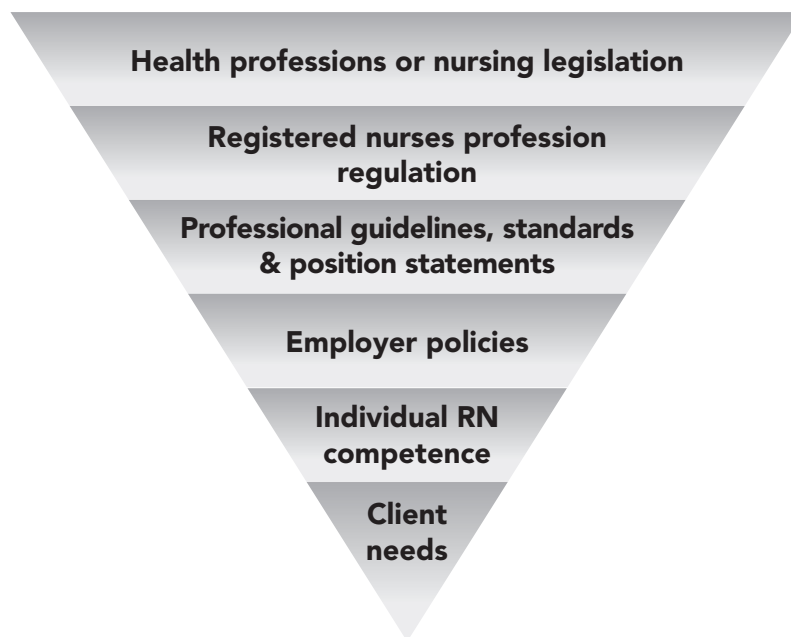 Health professions or nursing legislation
Registered nurses profession
regulation
Professional guidelines, standards
& position statements
Employer policies
Individual RN
competence
Client
needs